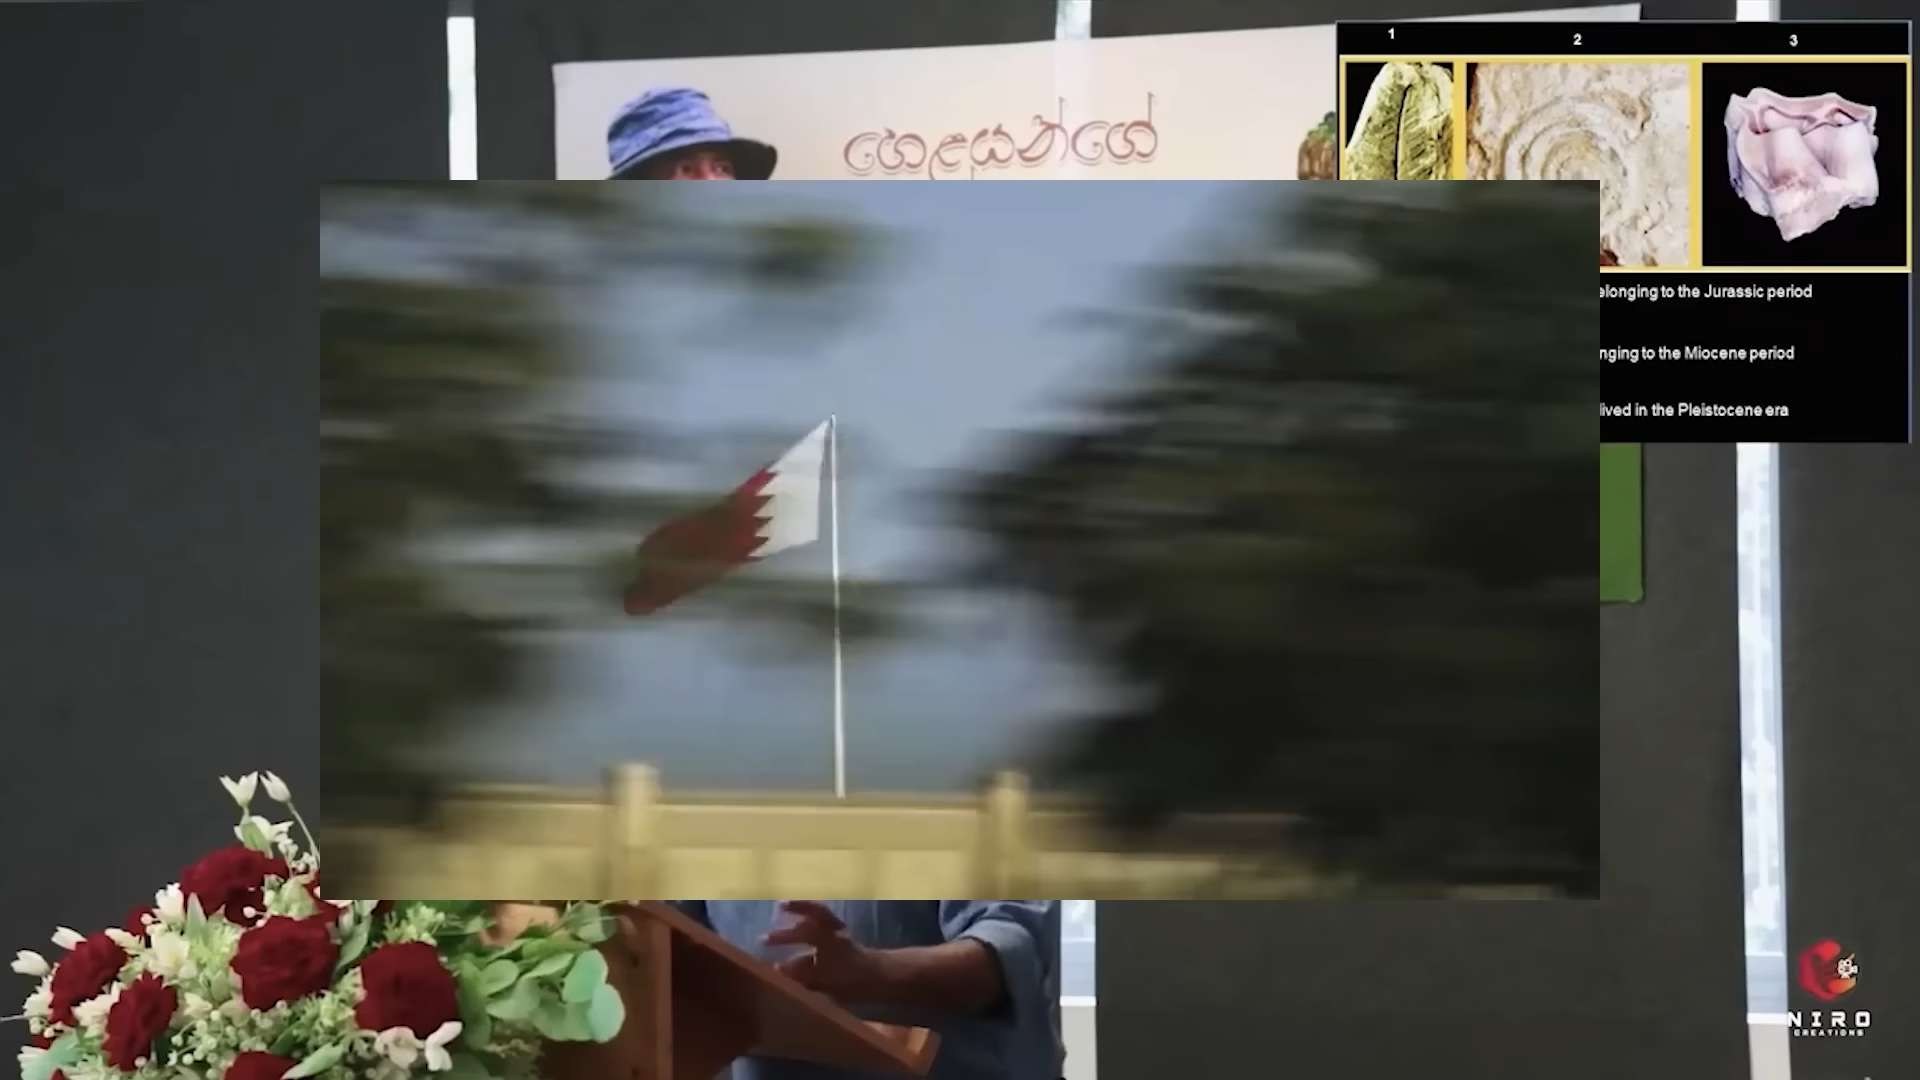 හෙළයන්ගේ
1 2 3
elonging to the Jurassic period
nging to the Miocene period
lived in the Pleistocene era
NIRO
CREATIONS